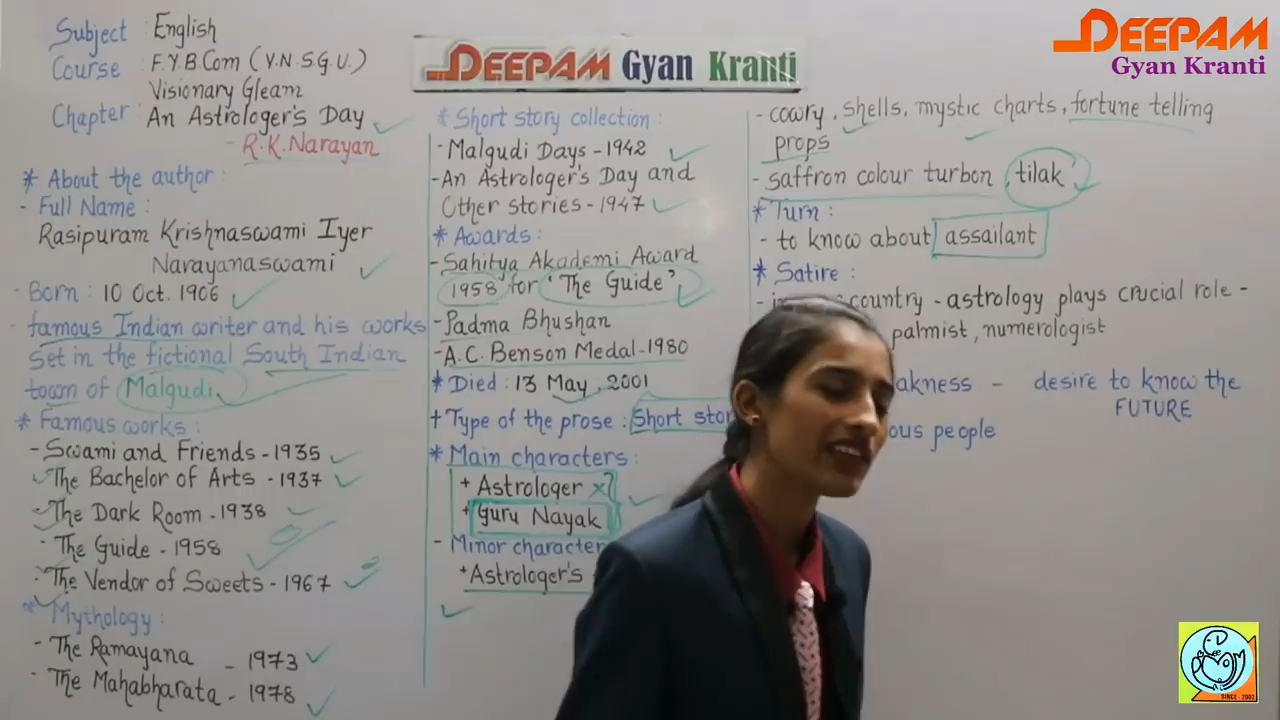 Subject : English
Course : F.Y.B.Com (V.N.S.G.U.)
Visionary Gleam
Chapter : An Astrologer's Day
- R.K.Narayan
* About the author :
- Full Name :
Rasipuram Krishnaswami Iyer
Narayanaswami
- Born : 10 Oct. 1906
- famous Indian writer and his works
set in the fictional South Indian
town of Malgudi
* Famous works :
- Swami and Friends - 1935
- The Bachelor of Arts - 1937
- The Dark Room - 1938
- The Guide - 1958
- The Vendor of Sweets - 1967
* Mythology :
- The Ramayana - 1973
- The Mahabharata - 1978
DEEPAM Gyan Kranti
* Short story collection :
- Malgudi Days - 1942
- An Astrologer's Day and
Other stories - 1947
* Awards :
- Sahitya Akademi Award
1958 for 'The Guide'
- Padma Bhushan
- A.C. Benson Medal - 1980
* Died : 13 May, 2001
+ Type of the prose : Short
* Main characters :
+ Astrologer
+ Guru Nayak
- Minor
+ Astrologer's
DEEPAM
Gyan Kranti
- cowry, shells, mystic charts, fortune telling
props
- saffron colour turbon, tilak
* Turn :
- to know about assailant
* Satire :
- country - astrology plays crucial role -
palmist, numerologist
- desire to know the
FUTURE
people
DEEPAM
SINCE - 2002